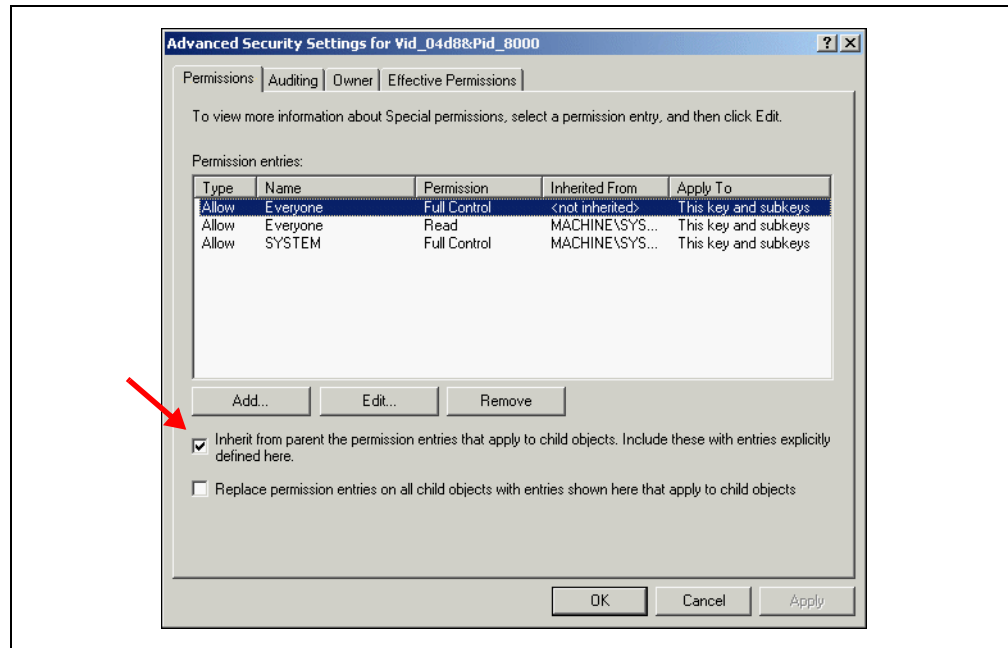 Advanced Security Settings for Vid_04d8&Pid_8000
Permissions Auditing Owner Effective Permissions
To view more information about Special permissions, select a permission entry, and then click Edit.
Permission entries:
Type Name Permission Inherited From Apply To
Allow Everyone Full Control <not inherited> This key and subkeys
Allow Everyone Read MACHINE\SYS... This key and subkeys
Allow SYSTEM Full Control MACHINE\SYS... This key and subkeys
Add... Edit... Remove
Inherit from parent the permission entries that apply to child objects. Include these with entries explicitly
defined here.
Replace permission entries on all child objects with entries shown here that apply to child objects
OK Cancel Apply